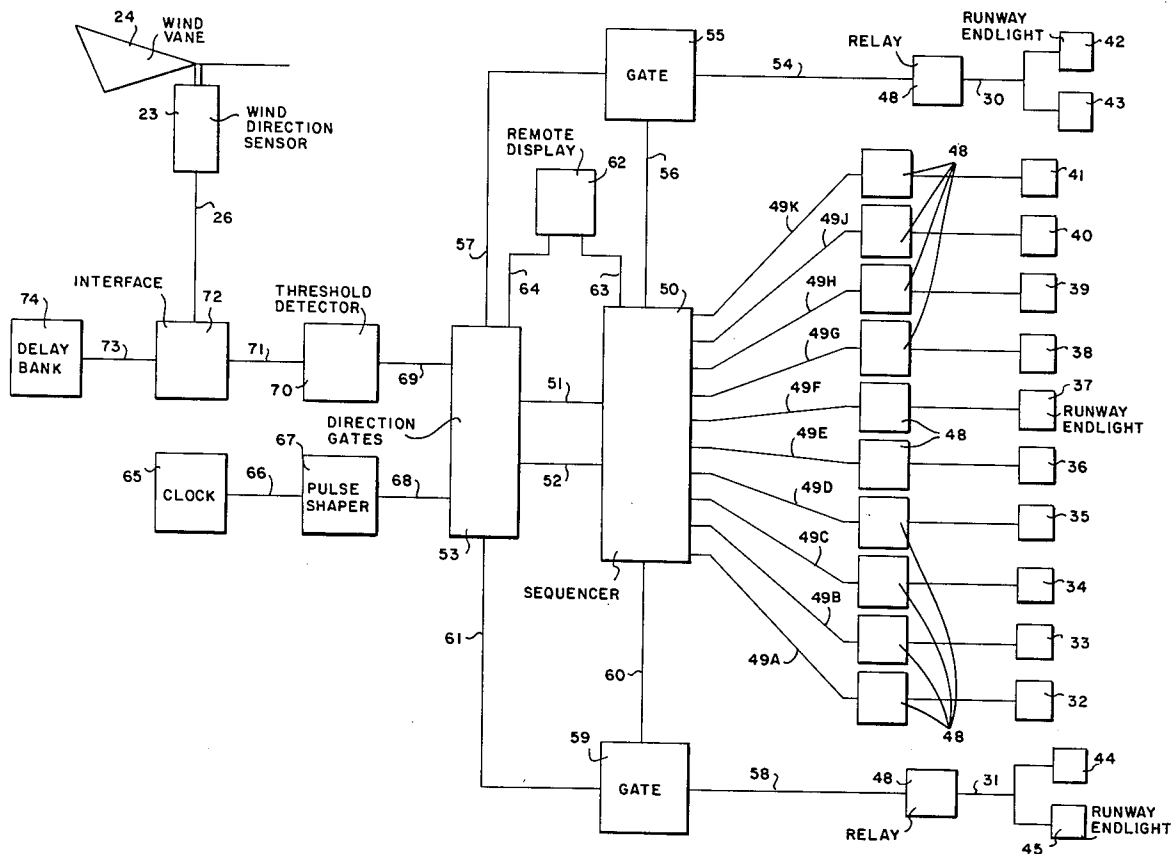 24
WIND
VANE
23
WIND
DIRECTION
SENSOR
26
55
GATE
54
RELAY
48
30
RUNWAY
ENDLIGHT
42
43
REMOTE
DISPLAY
62
56
57
64
63
50
48
49K
41
49J
40
49H
39
49G
38
49F
37
RUNWAY
ENDLIGHT
48
49E
36
49D
35
49C
34
49B
33
49A
32
48
INTERFACE
74
DELAY
BANK
73
72
71
THRESHOLD
DETECTOR
70
69
DIRECTION
GATES
51
52
65
CLOCK
66
67
PULSE
SHAPER
68
53
SEQUENCER
61
60
59
GATE
58
48
RELAY
31
44
45
RUNWAY
ENDLIGHT